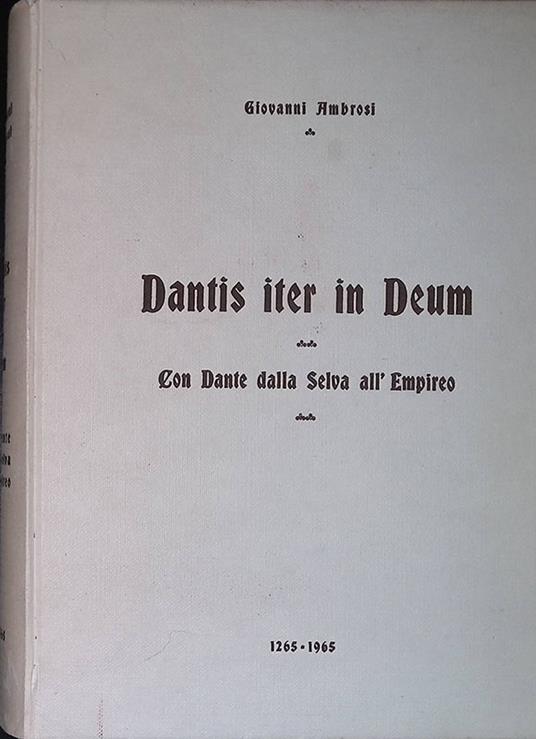 Giovanni Ambrosi
Dantis iter in Deum
Con Dante dalla Selva all' Empireo
1265 - 1965